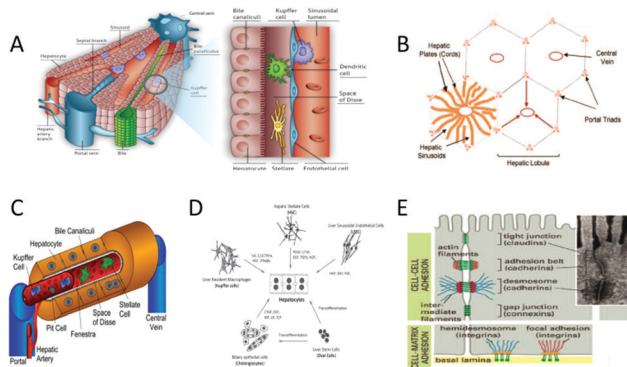 A
Central vein
Sinusoid
Septal branch
Hepatocyte
Bile canaliculus
Kupffer cell
Hepatic artery branch
Portal vein
Bile
Bile canaliculi
Kupffer cell
Sinusoidal lumen
Dendritic cell
Space of Disse
Hepatocyte
Stellate
Endothelial cell
B
Hepatic Plates (Cords)
Central Vein
Portal Triads
Hepatic Sinusoids
Hepatic Lobule
C
Bile Canaliculi
Hepatocyte
Kupffer Cell
Stellate Cell
Space of Disse
Fenestra
Pit Cell
Central Vein
Portal
Hepatic Artery
D
Hepatic Stellate Cells
(HSC)
Liver Sinusoidal Endothelial Cells
(LSEC)
Liver Resident Macrophages
(Kupffer cells)
Hepatocytes
Transdifferentiation
Transdifferentiation
Biliary epithelial cells
(Cholangiocytes)
Liver Stem Cells
(Oval Cells)
E
CELL-CELL ADHESION
CELL-MATRIX ADHESION
actin filaments
intermediate filaments
tight junction
(claudins)
adhesion belt
(cadherins)
desmosome
(cadherins)
gap junction
(connexins)
hemidesmosome
(integrins)
focal adhesion
(integrins)
basal lamina